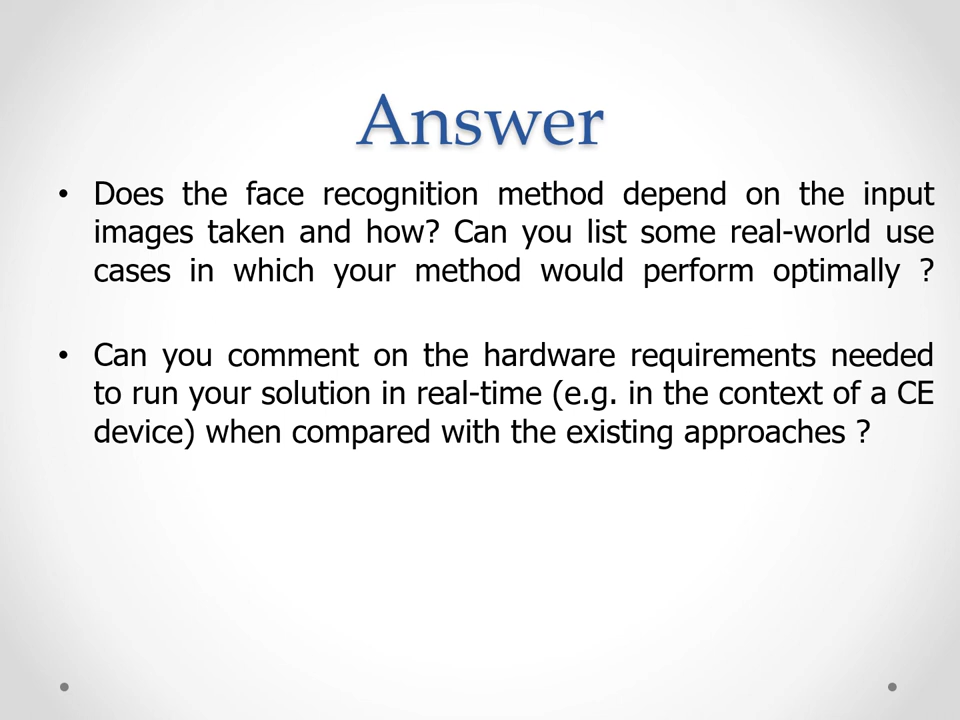 Answer
• Does the face recognition method depend on the input
images taken and how? Can you list some real-world use
cases in which your method would perform optimally ?
• Can you comment on the hardware requirements needed
to run your solution in real-time (e.g. in the context of a CE
device) when compared with the existing approaches ?